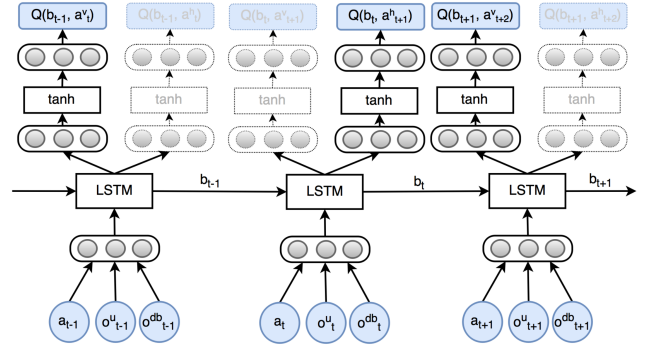 Q(b_{t-1}, a^v_t) Q(b_{t-1}, a^h_t) Q(b_t, a^v_{t+1}) Q(b_t, a^h_{t+1}) Q(b_{t+1}, a^v_{t+2}) Q(b_{t+1}, a^h_{t+2})
tanh tanh tanh tanh tanh tanh
LSTM b_{t-1} LSTM b_t LSTM b_{t+1}
a_{t-1} o^u_{t-1} o^{db}_{t-1} a_t o^u_t o^{db}_t a_{t+1} o^u_{t+1} o^{db}_{t+1}